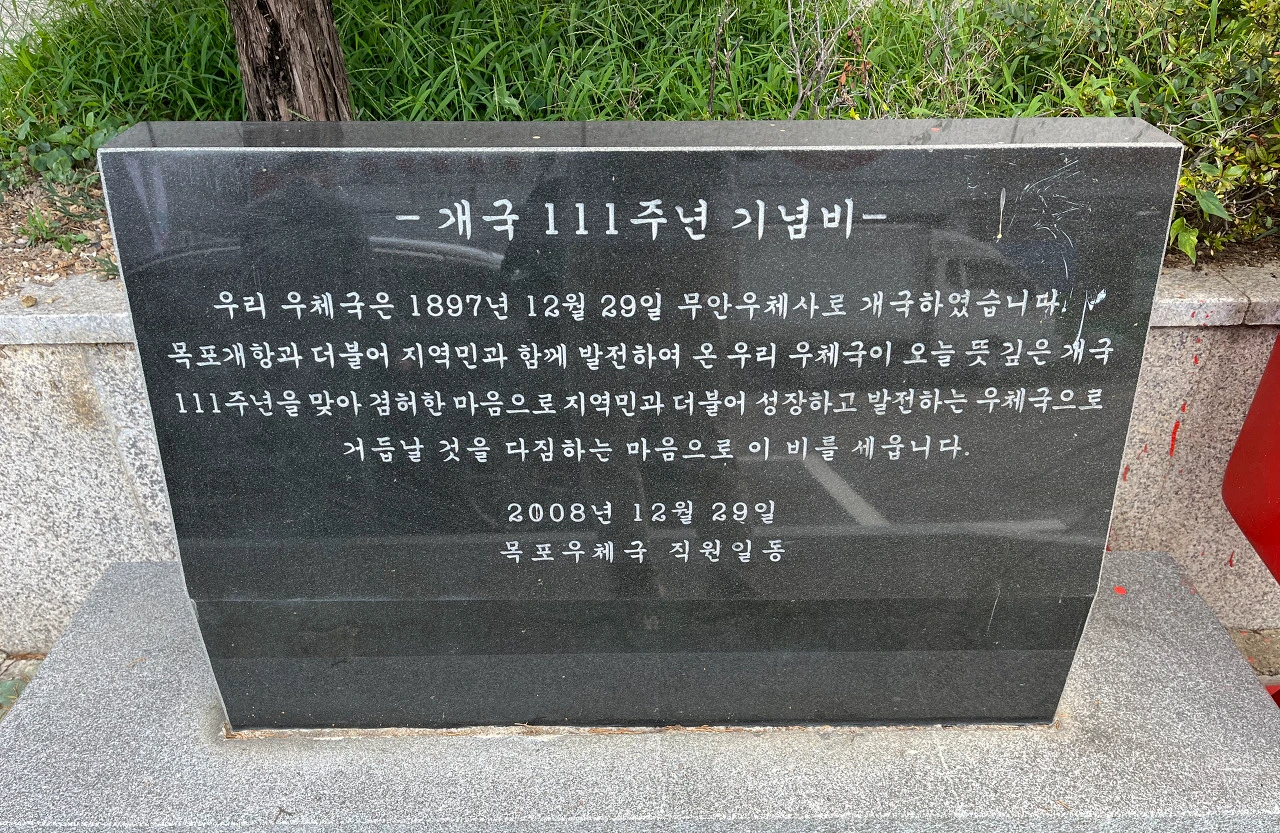 - 개국 111주년 기념비 -
우리 우체국은 1897년 12월 29일 무안우체사로 개국하였습니다.
목포개항과 더불어 지역민과 함께 발전하여 온 우리 우체국이 오늘 뜻 깊은 개국
111주년을 맞아 겸허한 마음으로 지역민과 더불어 성장하고 발전하는 우체국으로
거듭날 것을 다짐하는 마음으로 이 비를 세웁니다.
2008년 12월 29일
목포우체국 직원일동